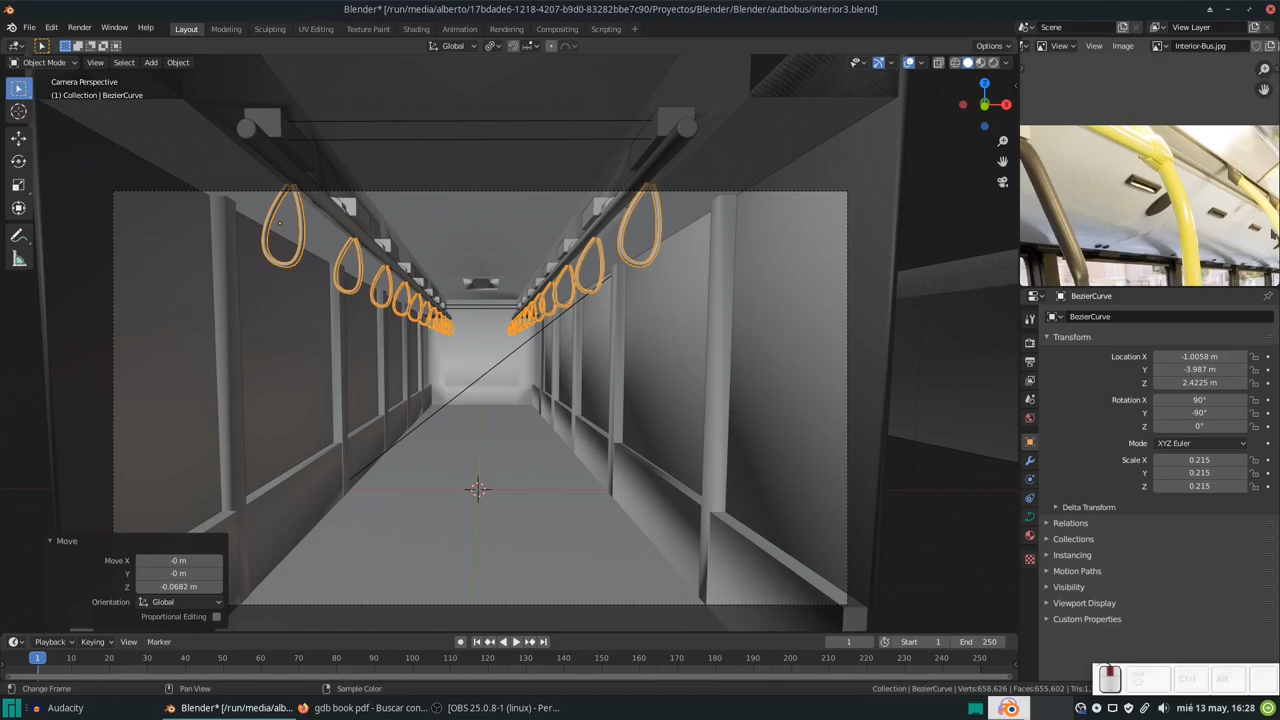 Blender* [/run/media/alberto/17bdade6-1218-4207-b9d0-83282bbe7c90/Proyectos/Blender/Blender/autbobus/interior3.blend]
File Edit Render Window Help Layout Modeling Sculpting UV Editing Texture Paint Shading Animation Rendering Compositing Scripting + Scene View Layer
Global Options View View Image Interior-Bus.jpg
Object Mode View Select Add Object
Camera Perspective
(1) Collection | BezierCurve
Z
X
BezierCurve
BezierCurve
Transform
Location X -1.0058 m
Y -3.987 m
Z 2.4225 m
Rotation X 90°
Y -90°
Z 0°
Mode XYZ Euler
Scale X 0.215
Y 0.215
Z 0.215
Delta Transform
Relations
Collections
Instancing
Motion Paths
Visibility
Viewport Display
Custom Properties
Move
Move X -0 m
Y -0 m
Z -0.0682 m
Orientation Global
Proportional Editing
Playback Keying View Marker 1 Start 1 End 250
1 10 20 30 40 50 60 70 80 90 100 110 120 130 140 150 160 170 180 190 200 210 220 230 240 250
Ctrl Alt
Change Frame Pan View Sample Color Collection | BezierCurve | Verts:658,626 | Faces:655,602 | Tris:1,
Audacity Blender* [/run/media/alb... qdb book pdf - Buscar con... [OBS 25.0.8-1 (linux) - Per... mié 13 may, 16:28